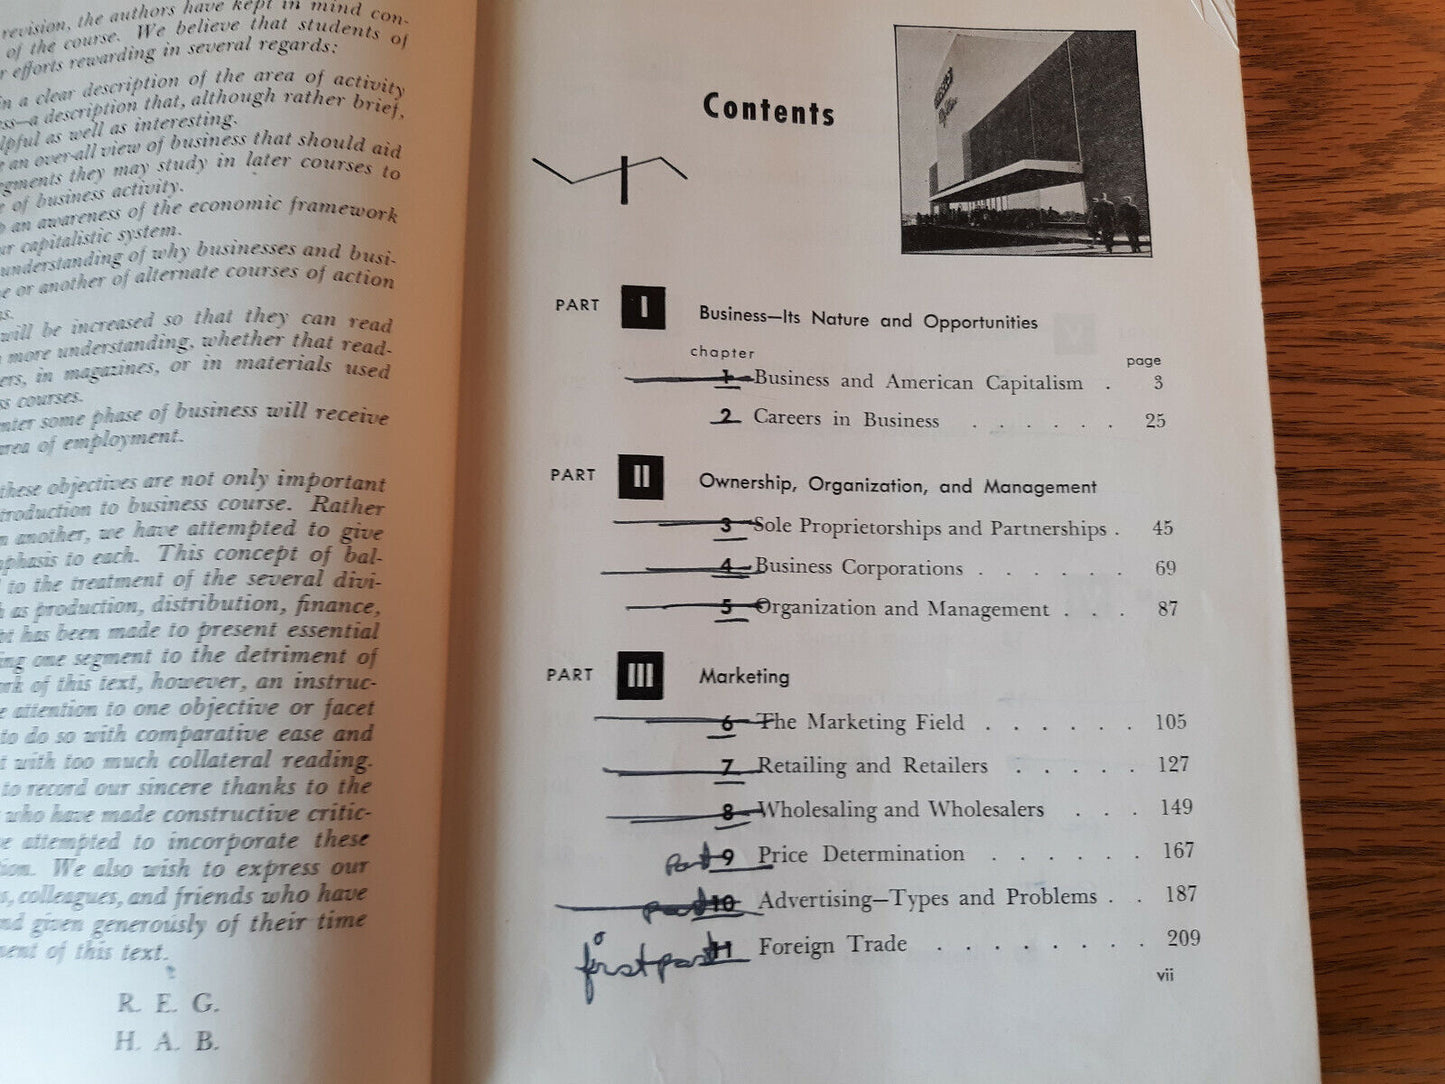 revision, the authors have kept in mind con-
of the course. We believe that students of
efforts rewarding in several regards:
in a clear description of the area of activity
ess—a description that, although rather brief,
lpful as well as interesting.
an over-all view of business that should aid
egments they may study in later courses to
of business activity.
an awareness of the economic framework
ur capitalistic system.
understanding of why businesses and busi-
or another of alternate courses of action
will be increased so that they can read
more understanding, whether that read-
ers, in magazines, or in materials used
ss courses.
enter some phase of business will receive
area of employment.
these objectives are not only important
troduction to business course. Rather
another, we have attempted to give
phasis to each. This concept of bal-
to the treatment of the several divi-
as production, distribution, finance,
pt has been made to present essential
ing one segment to the detriment of
ork of this text, however, an instruc-
attention to one objective or facet
to do so with comparative ease and
with too much collateral reading.
to record our sincere thanks to the
who have made constructive critic-
attempted to incorporate these
tion. We also wish to express our
s, colleagues, and friends who have
nd given generously of their time
ment of this text.
R. E. G.
H. A. B.
Contents
PART I Business—Its Nature and Opportunities
chapter page
1 Business and American Capitalism . 3
2 Careers in Business . . . . . . 25
PART II Ownership, Organization, and Management
3 Sole Proprietorships and Partnerships . 45
4 Business Corporations . . . . . . 69
5 Organization and Management . . . 87
PART III Marketing
6 The Marketing Field . . . . . . 105
7 Retailing and Retailers . . . . 127
8 Wholesaling and Wholesalers . . . 149
part 9 Price Determination . . . . . . 167
part 10 Advertising—Types and Problems . . 187
first part 11 Foreign Trade . . . . . . . . 209
vii